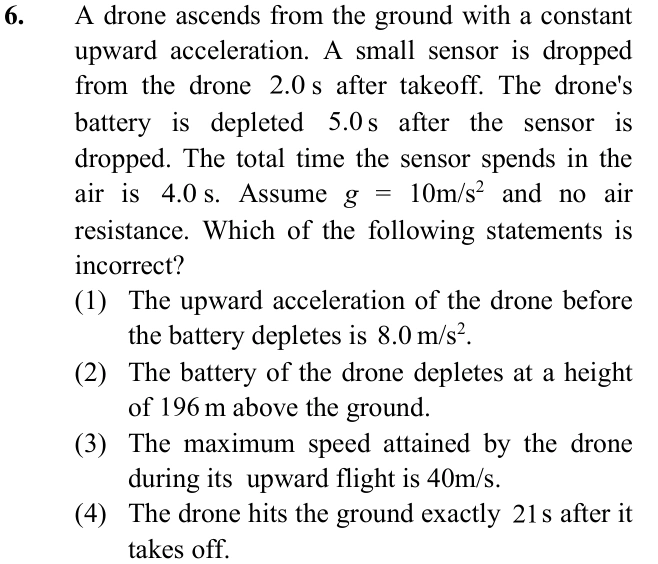 6. A drone ascends from the ground with a constant
upward acceleration. A small sensor is dropped
from the drone 2.0 s after takeoff. The drone's
battery is depleted 5.0 s after the sensor is
dropped. The total time the sensor spends in the
air is 4.0 s. Assume g = 10m/s² and no air
resistance. Which of the following statements is
incorrect?
(1) The upward acceleration of the drone before
the battery depletes is 8.0 m/s².
(2) The battery of the drone depletes at a height
of 196 m above the ground.
(3) The maximum speed attained by the drone
during its upward flight is 40m/s.
(4) The drone hits the ground exactly 21 s after it
takes off.